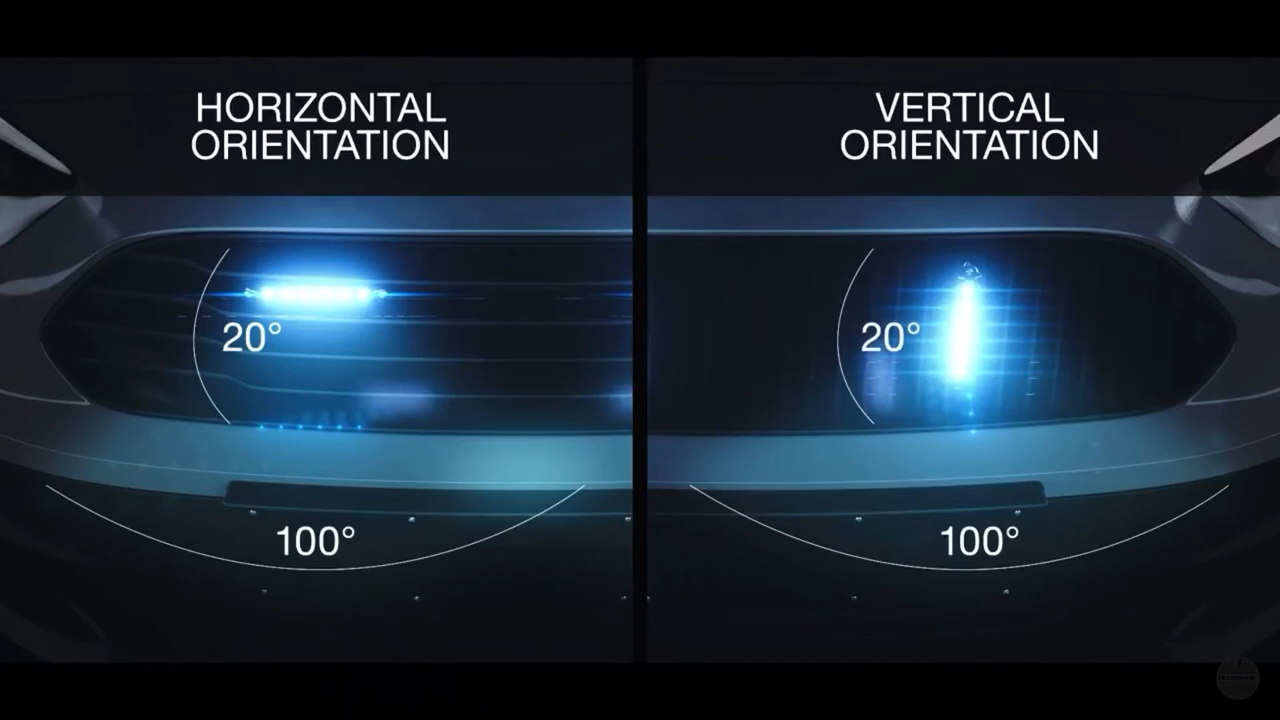 HORIZONTAL
ORIENTATION
20°
100°
VERTICAL
ORIENTATION
20°
100°